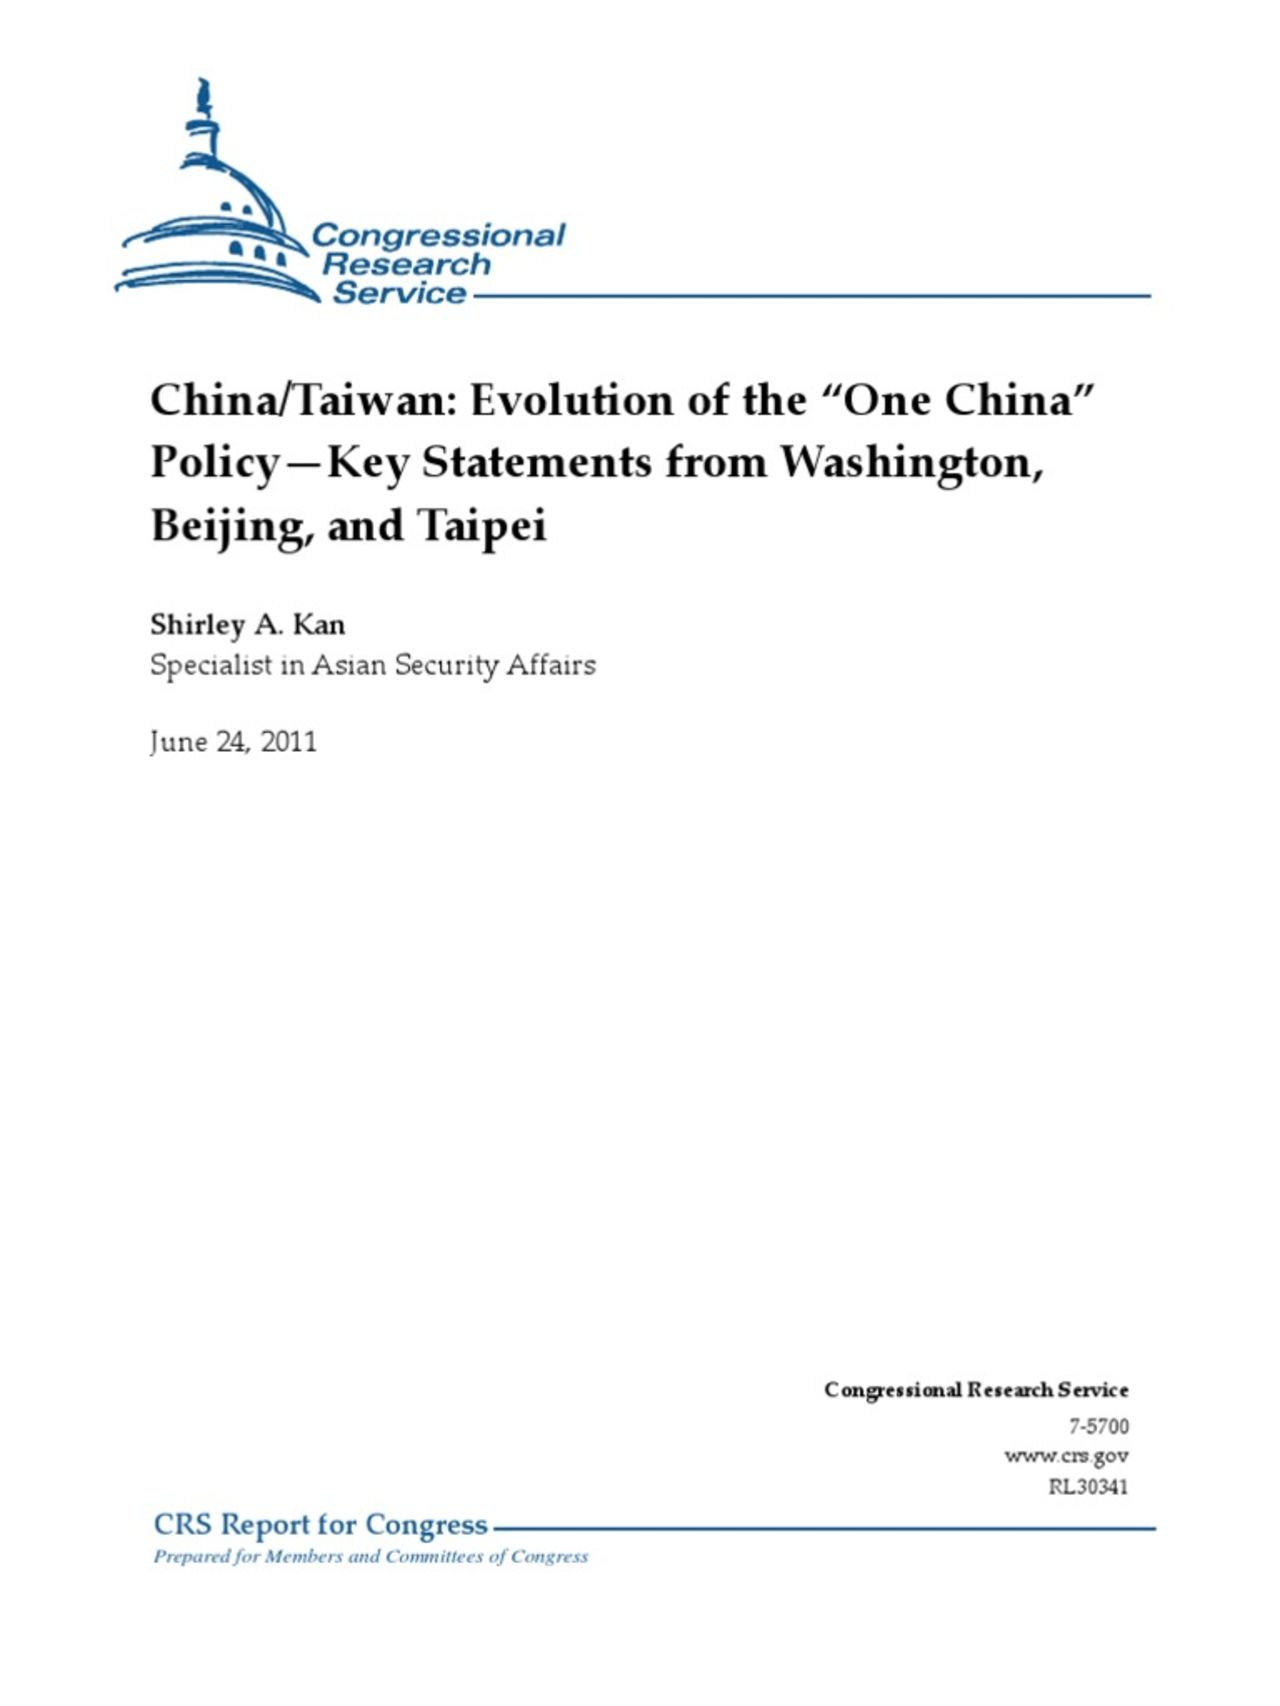 Congressional
Research
Service
China/Taiwan: Evolution of the “One China”
Policy—Key Statements from Washington,
Beijing, and Taipei
Shirley A. Kan
Specialist in Asian Security Affairs
June 24, 2011
Congressional Research Service
7-5700
www.crs.gov
RL30341
CRS Report for Congress
Prepared for Members and Committees of Congress